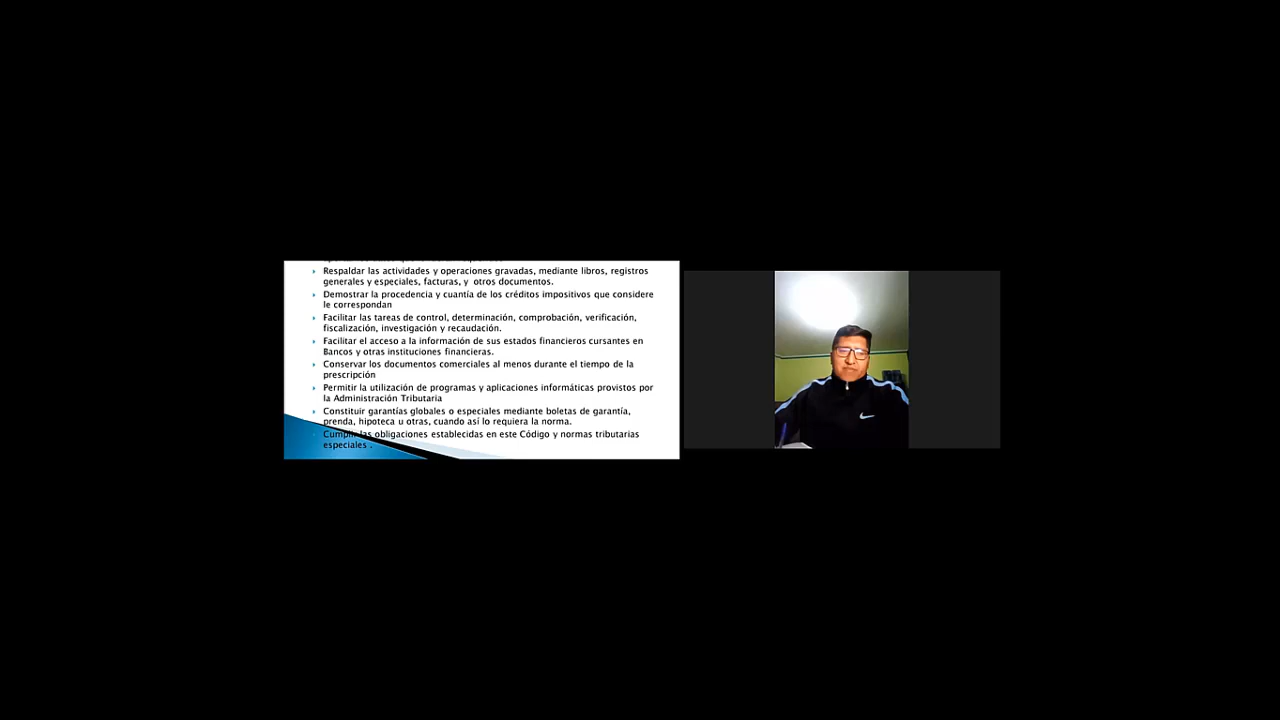 Respaldar las actividades y operaciones gravadas, mediante libros, registros
generales y especiales, facturas, y otros documentos.
Demostrar la procedencia y cuantía de los créditos impositivos que considere
le correspondan
Facilitar las tareas de control, determinación, comprobación, verificación,
fiscalización, investigación y recaudación.
Facilitar el acceso a la información de sus estados financieros cursantes en
Bancos y otras instituciones financieras.
Conservar los documentos comerciales al menos durante el tiempo de la
prescripción
Permitir la utilización de programas y aplicaciones informáticas provistos por
la Administración Tributaria
Constituir garantías globales o especiales mediante boletas de garantía,
prenda, hipoteca u otras, cuando así lo requiera la norma.
Cumplir las obligaciones establecidas en este Código y normas tributarias
especiales .